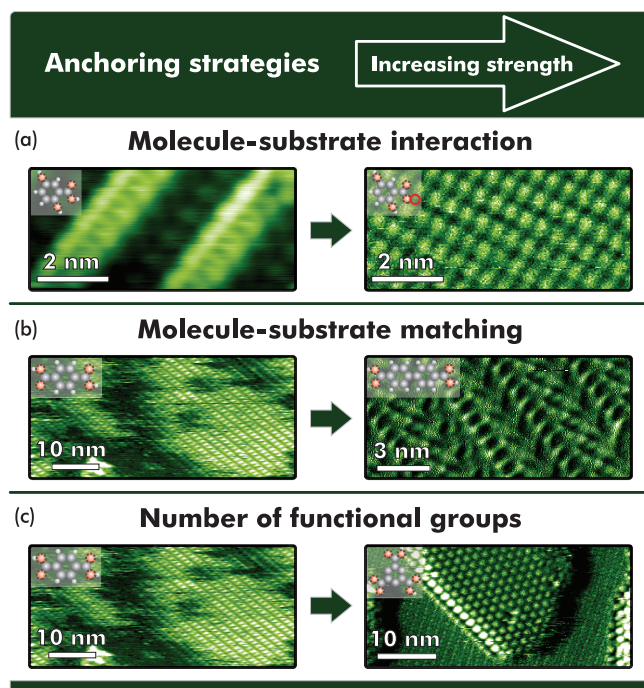 Anchoring strategies
Increasing strength
(a) Molecule-substrate interaction
2 nm
2 nm
(b) Molecule-substrate matching
10 nm
3 nm
(c) Number of functional groups
10 nm
10 nm